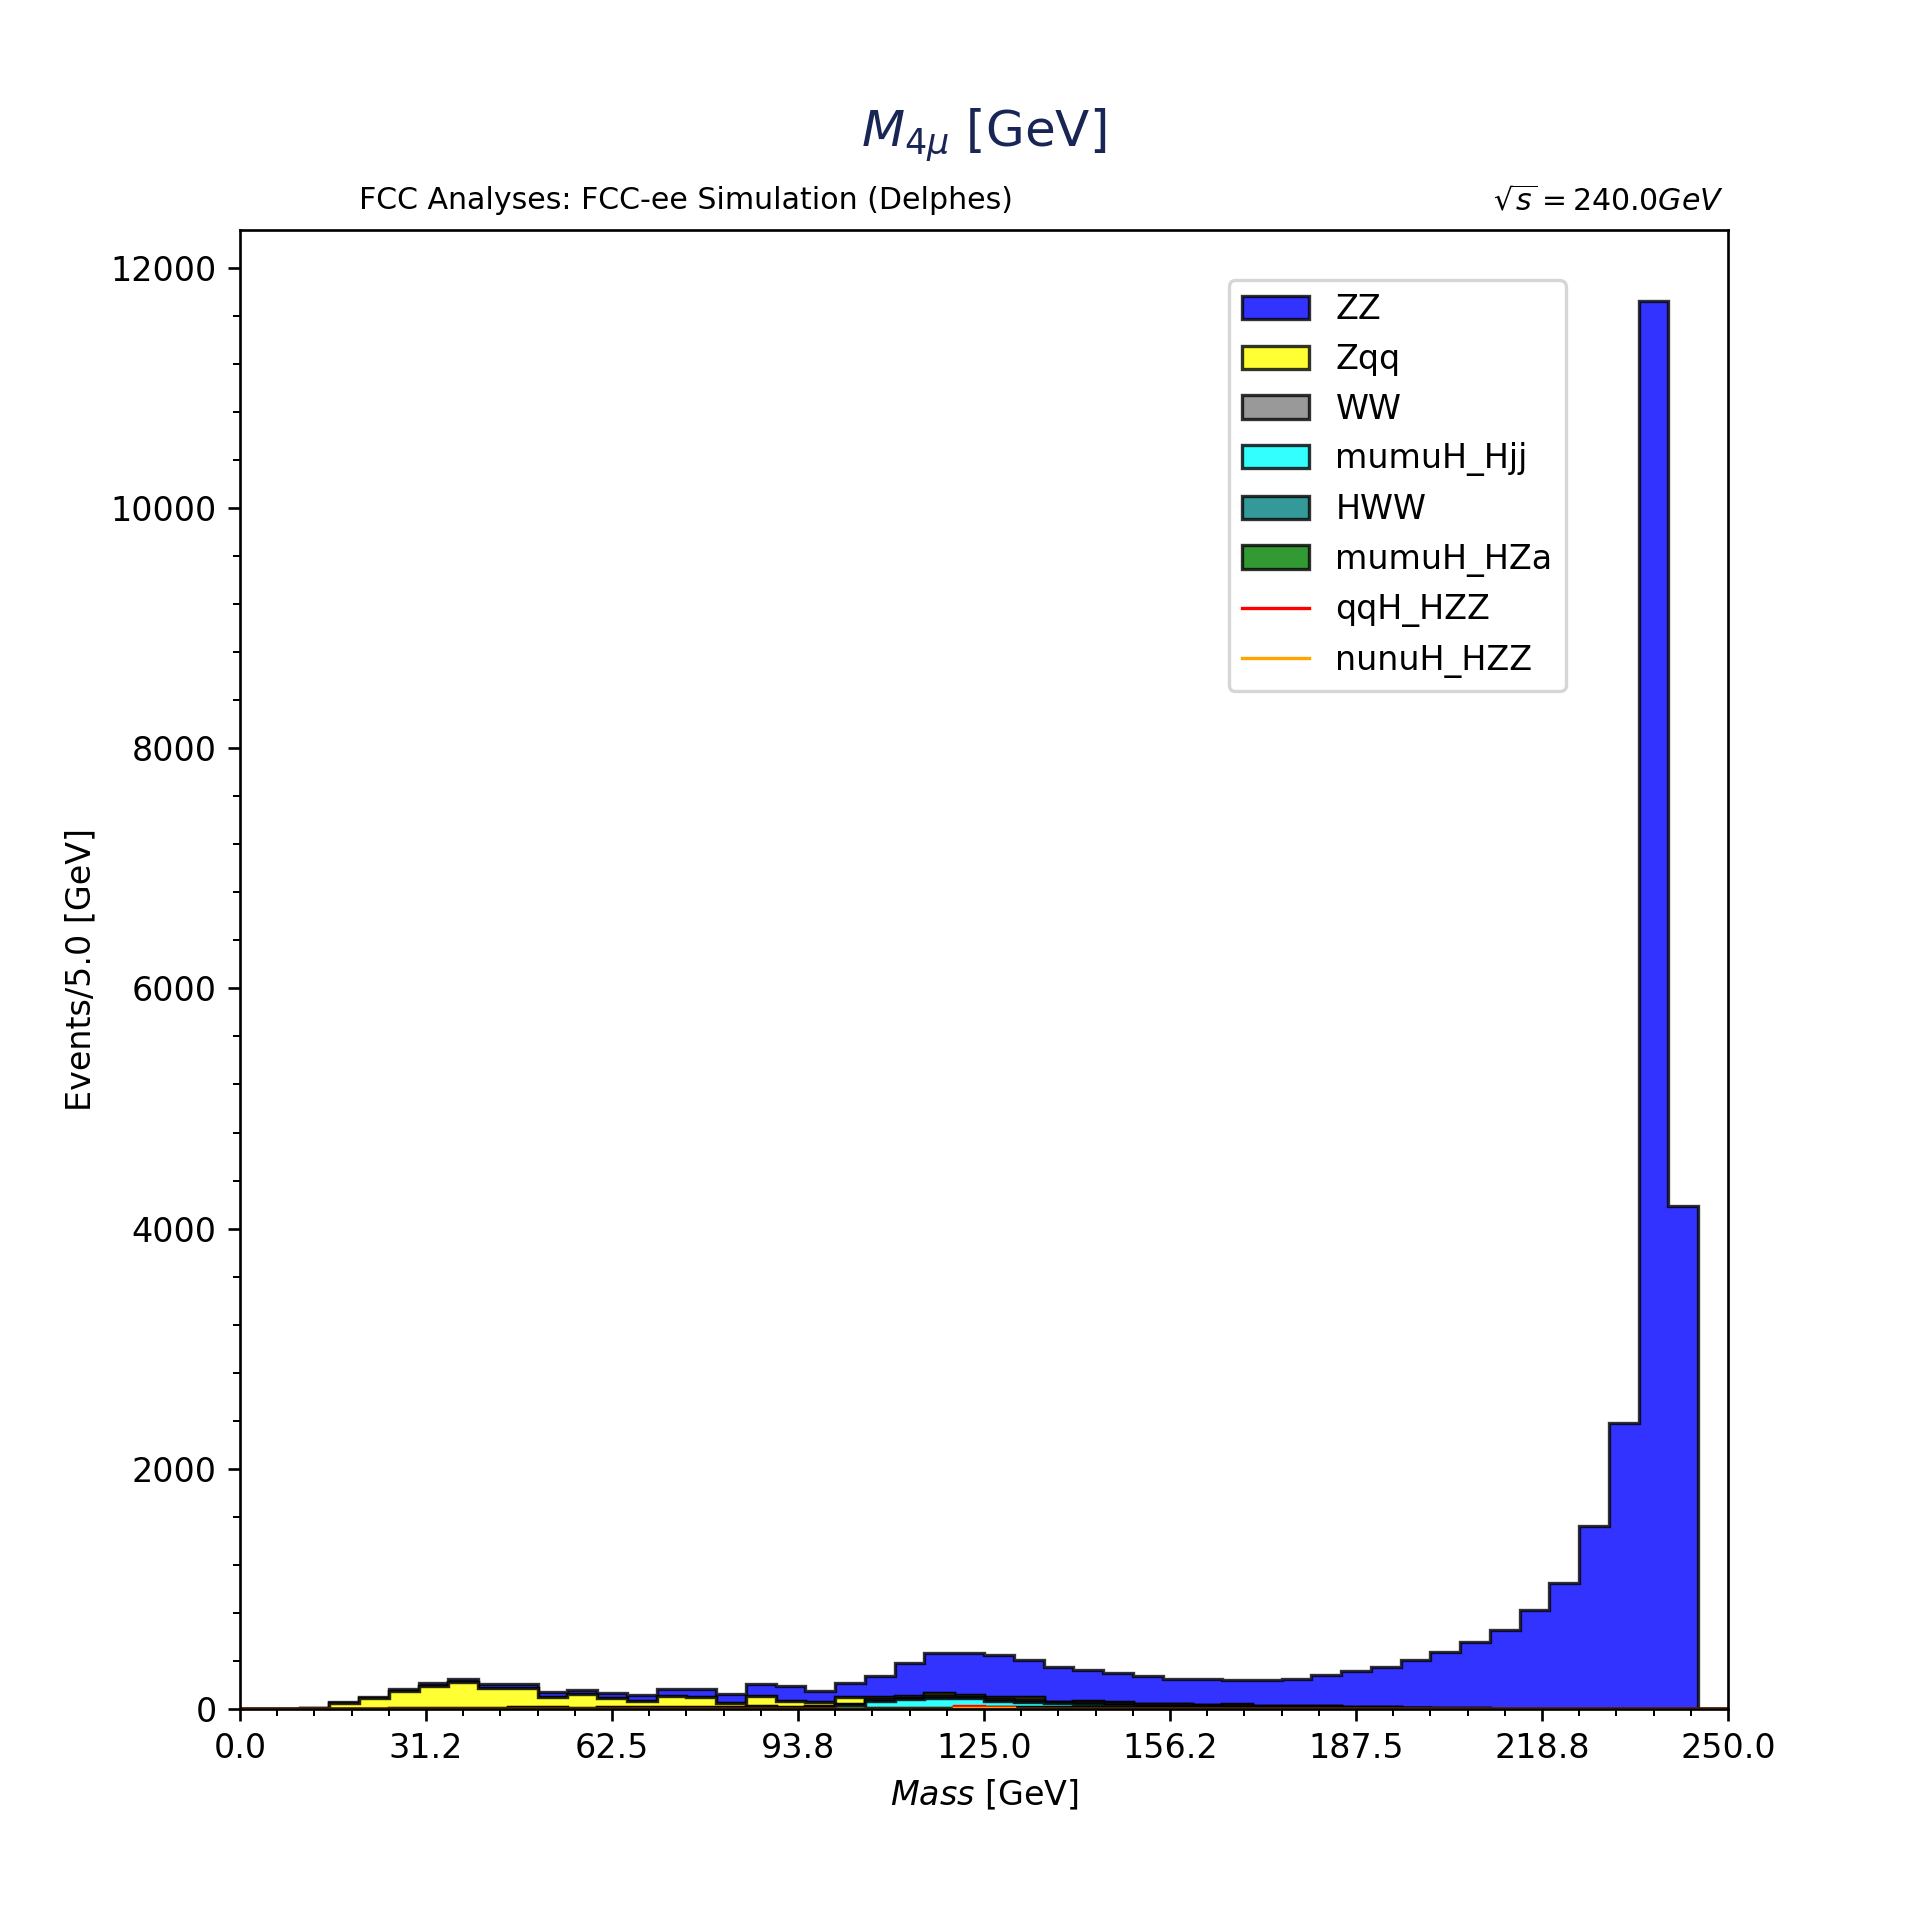 M4μ [GeV]
FCC Analyses: FCC-ee Simulation (Delphes)
√s = 240.0GeV
12000
10000
8000
6000
4000
2000
0
Events/5.0 [GeV]
ZZ
Zqq
WW
mumuH_Hjj
HWW
mumuH_HZa
qqH_HZZ
nunuH_HZZ
0.0 31.2 62.5 93.8 125.0 156.2 187.5 218.8 250.0
Mass [GeV]